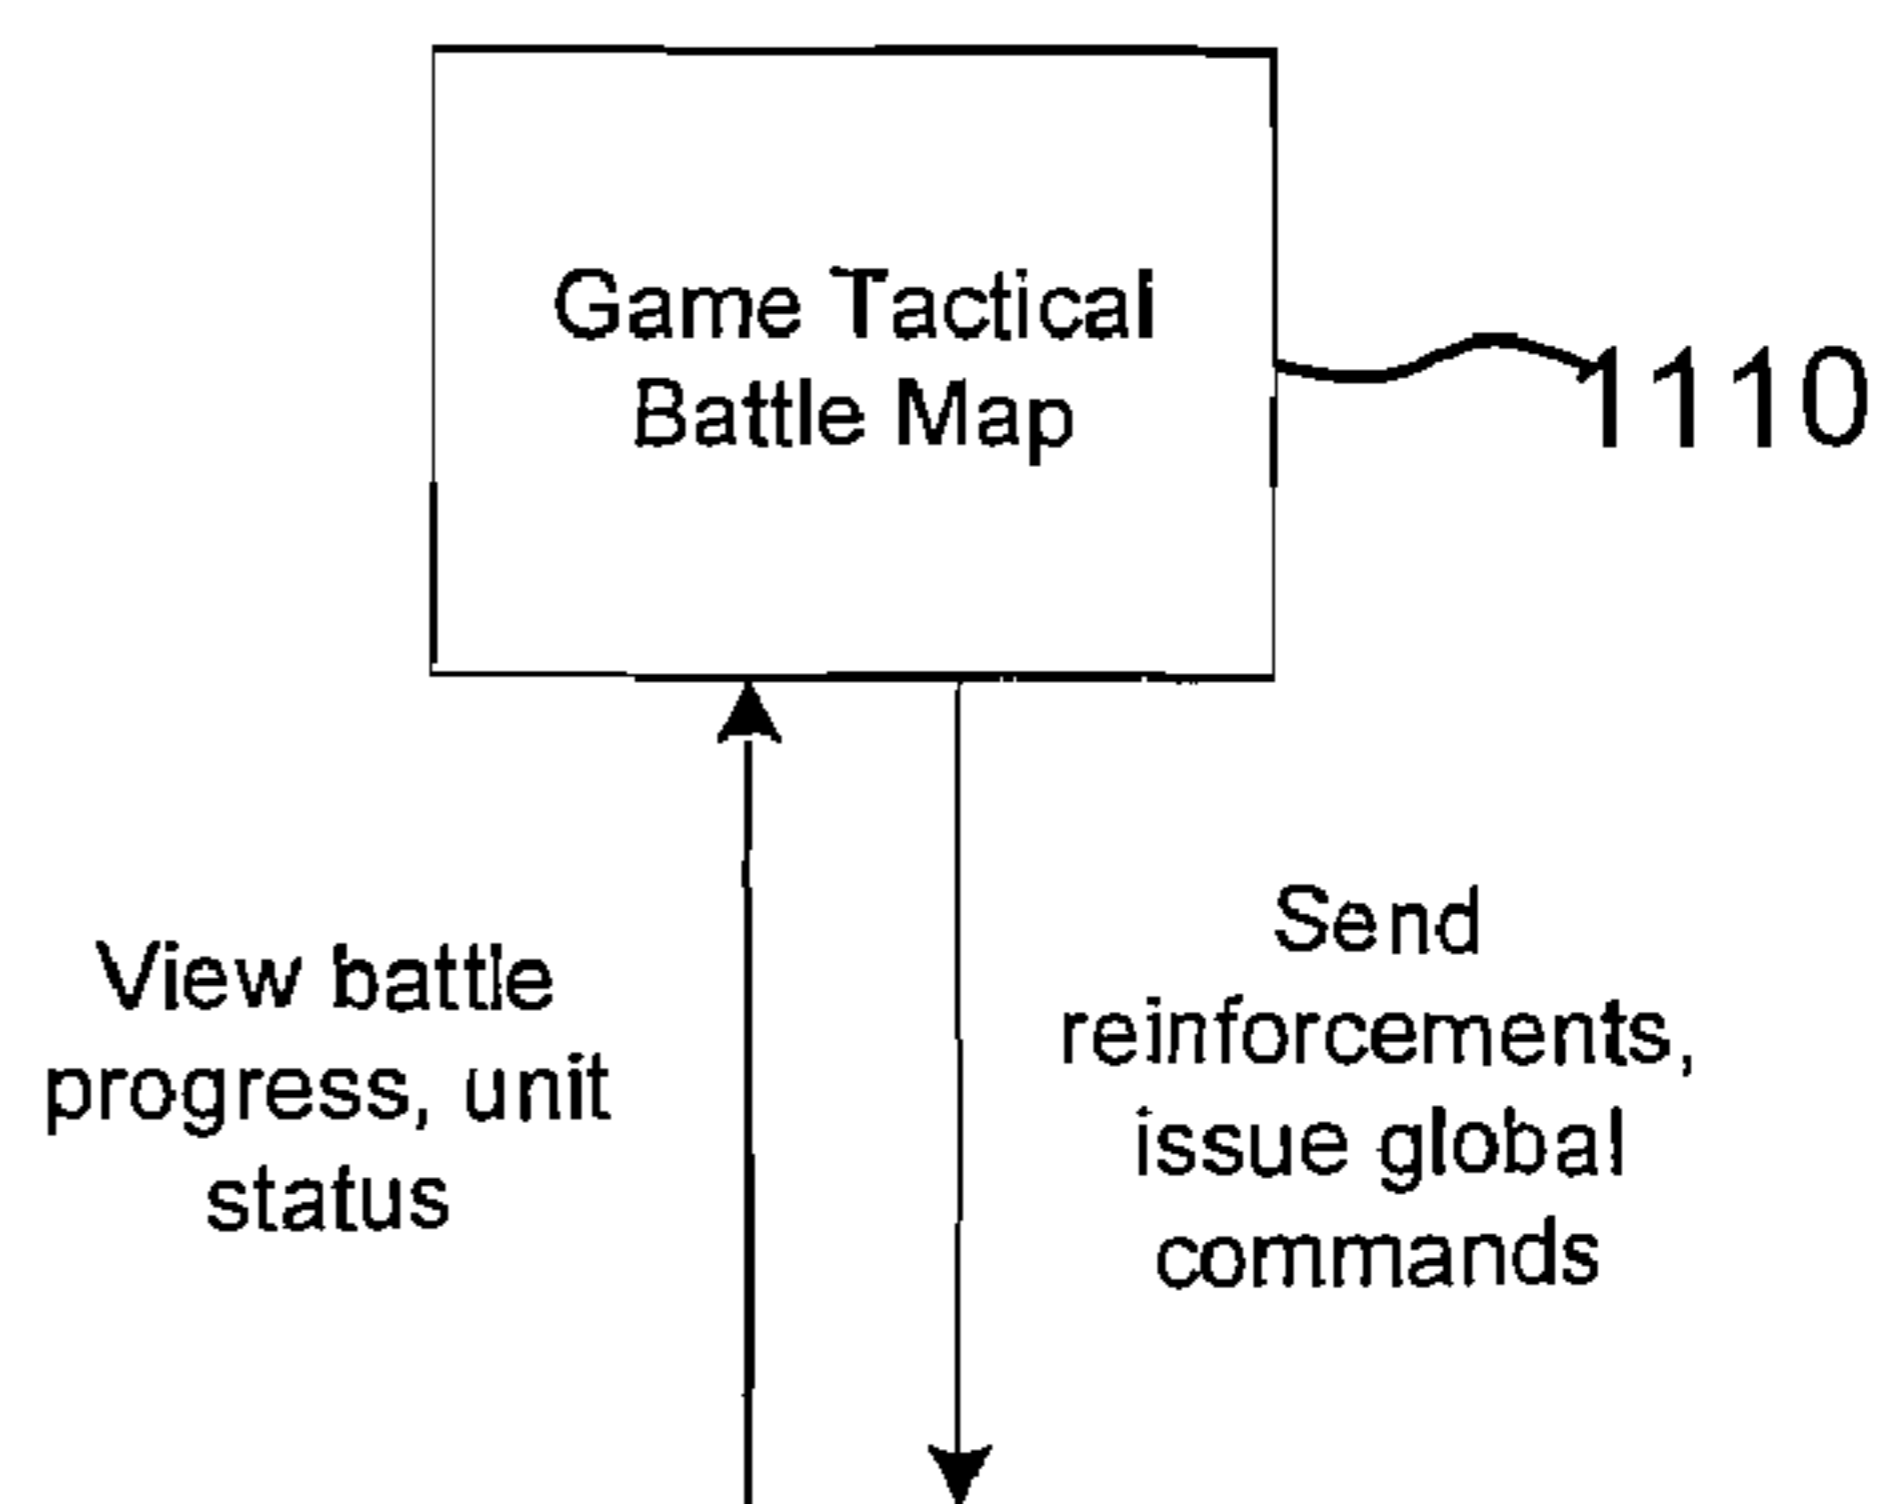 Game Tactical
Battle Map
1110
View battle
progress, unit
status
Send
reinforcements,
issue global
commands